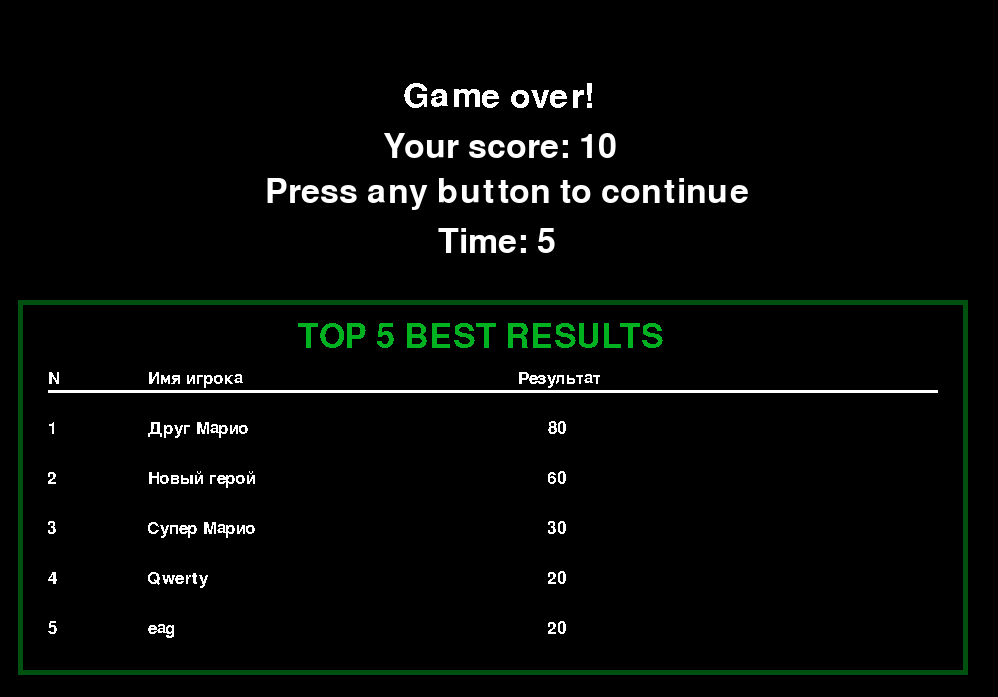 Game over!
Your score: 10
Press any button to continue
Time: 5
TOP 5 BEST RESULTS
N Имя игрока Результат
1 Друг Марио 80
2 Новый герой 60
3 Супер Марио 30
4 Qwerty 20
5 eag 20